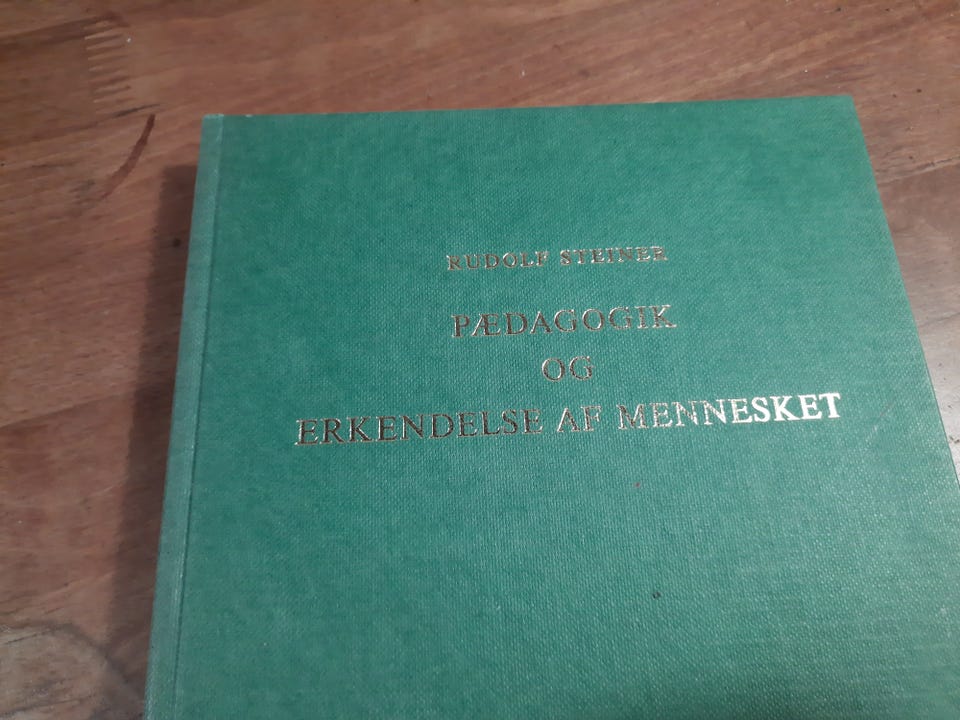 RUDOLF STEINER
PÆDAGOGIK
OG
ERKENDELSE AF MENNESKET